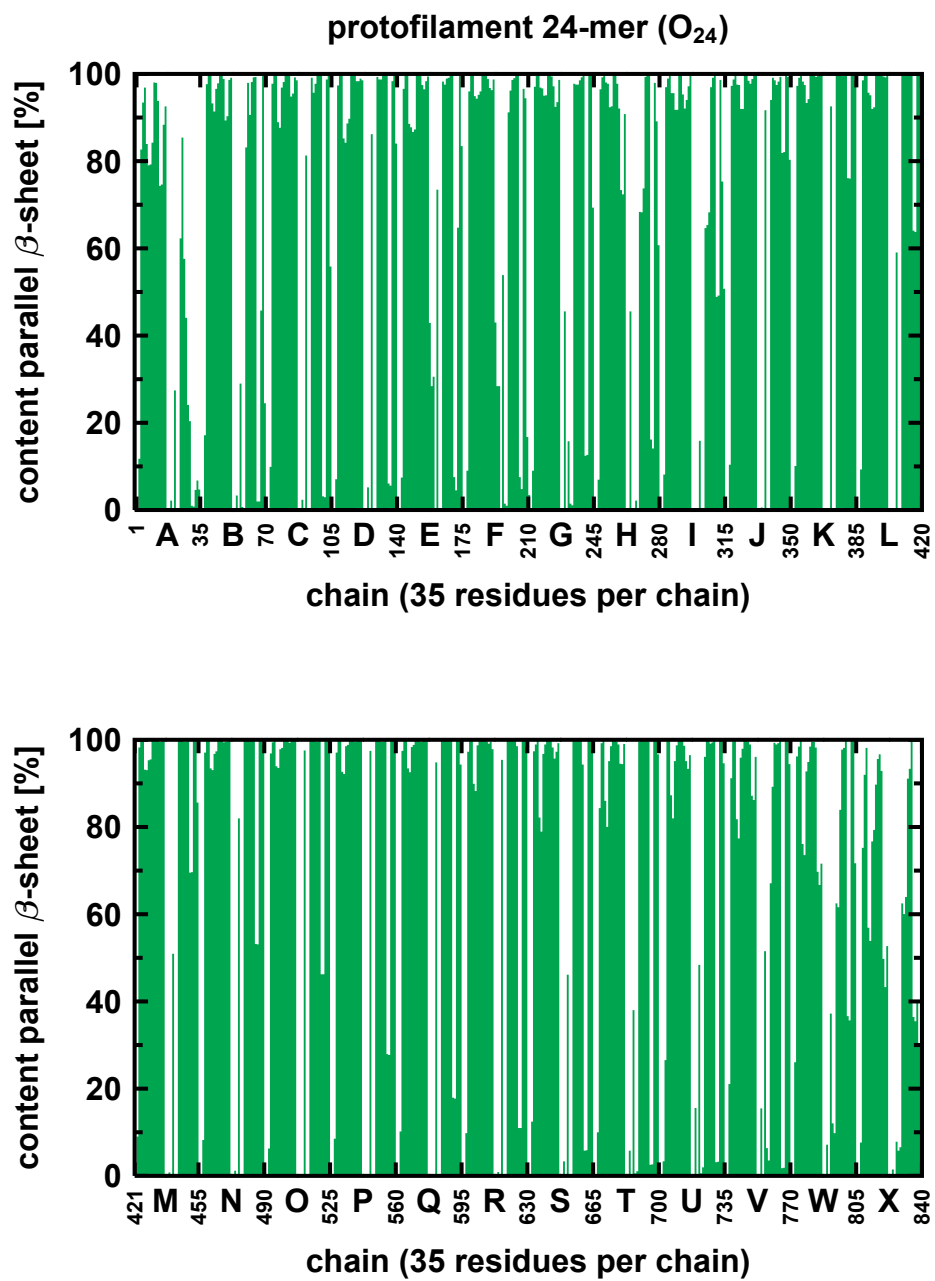 protofilament 24-mer (O24)
100
80
60
40
20
0
content parallel β-sheet [%]
1 A 35 B 70 C 105 D 140 E 175 F 210 G 245 H 280 I 315 J 350 K 385 L 420
chain (35 residues per chain)
100
80
60
40
20
0
content parallel β-sheet [%]
421 M 455 N 490 O 525 P 560 Q 595 R 630 S 665 T 700 U 735 V 770 W 805 X 840
chain (35 residues per chain)